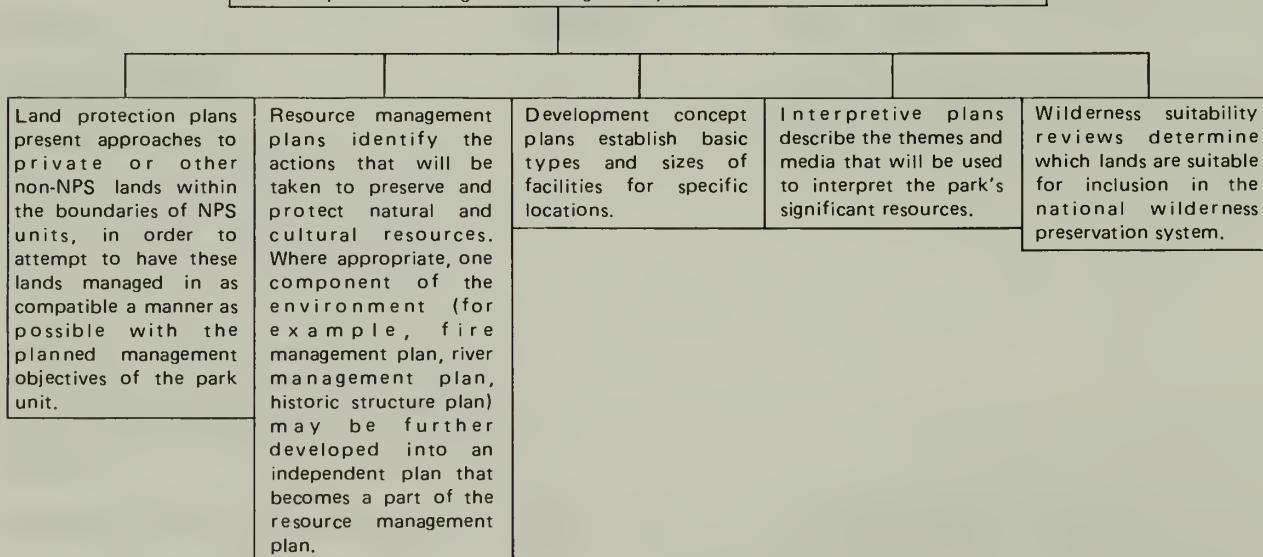 Land protection plans
present approaches to
private or other
non-NPS lands within
the boundaries of NPS
units, in order to
attempt to have these
lands managed in as
compatible a manner as
possible with the
planned management
objectives of the park
unit.
Resource management
plans identify the
actions that will be
taken to preserve and
protect natural and
cultural resources.
Where appropriate, one
component of the
environment (for
example, fire
management plan, river
management plan,
historic structure plan)
may be further
developed into an
independent plan that
becomes a part of the
resource management
plan.
Development concept
plans establish basic
types and sizes of
facilities for specific
locations.
Interpretive plans
describe the themes and
media that will be used
to interpret the park's
significant resources.
Wilderness suitability
reviews determine
which lands are suitable
for inclusion in the
national wilderness
preservation system.